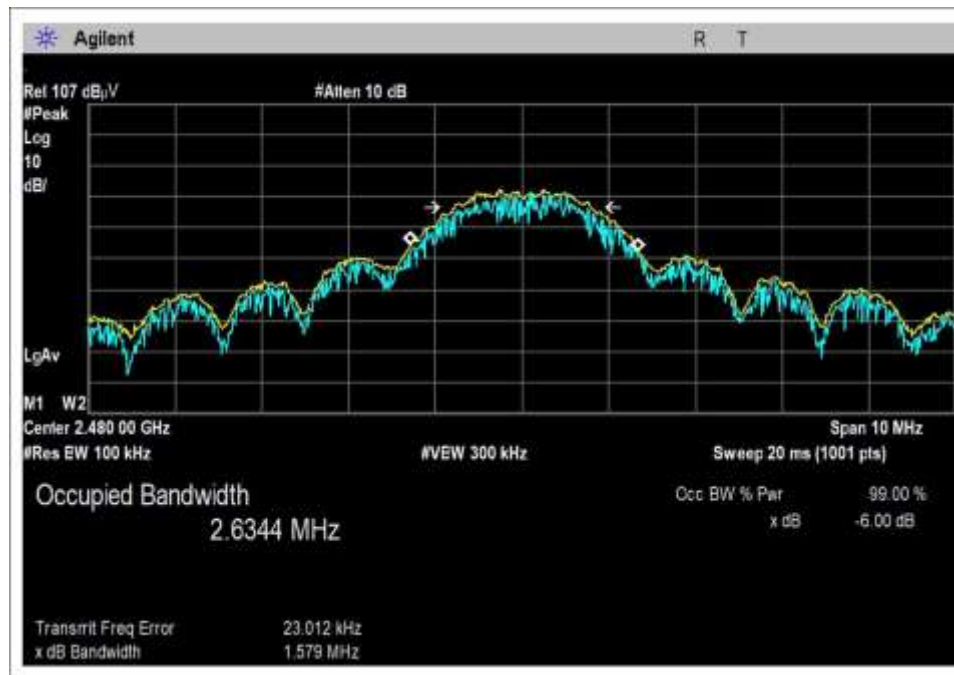 Agilent
R T
Ref 107 dBµV #Atten 10 dB
#Peak
Log
10
dB/
LgAv
M1 W2
Center 2.480 00 GHz Span 10 MHz
#Res BW 100 kHz #VBW 300 kHz Sweep 20 ms (1001 pts)
Occupied Bandwidth
2.6344 MHz
Occ BW % Pwr 99.00 %
x dB -6.00 dB
Transmit Freq Error 23.012 kHz
x dB Bandwidth 1.579 MHz